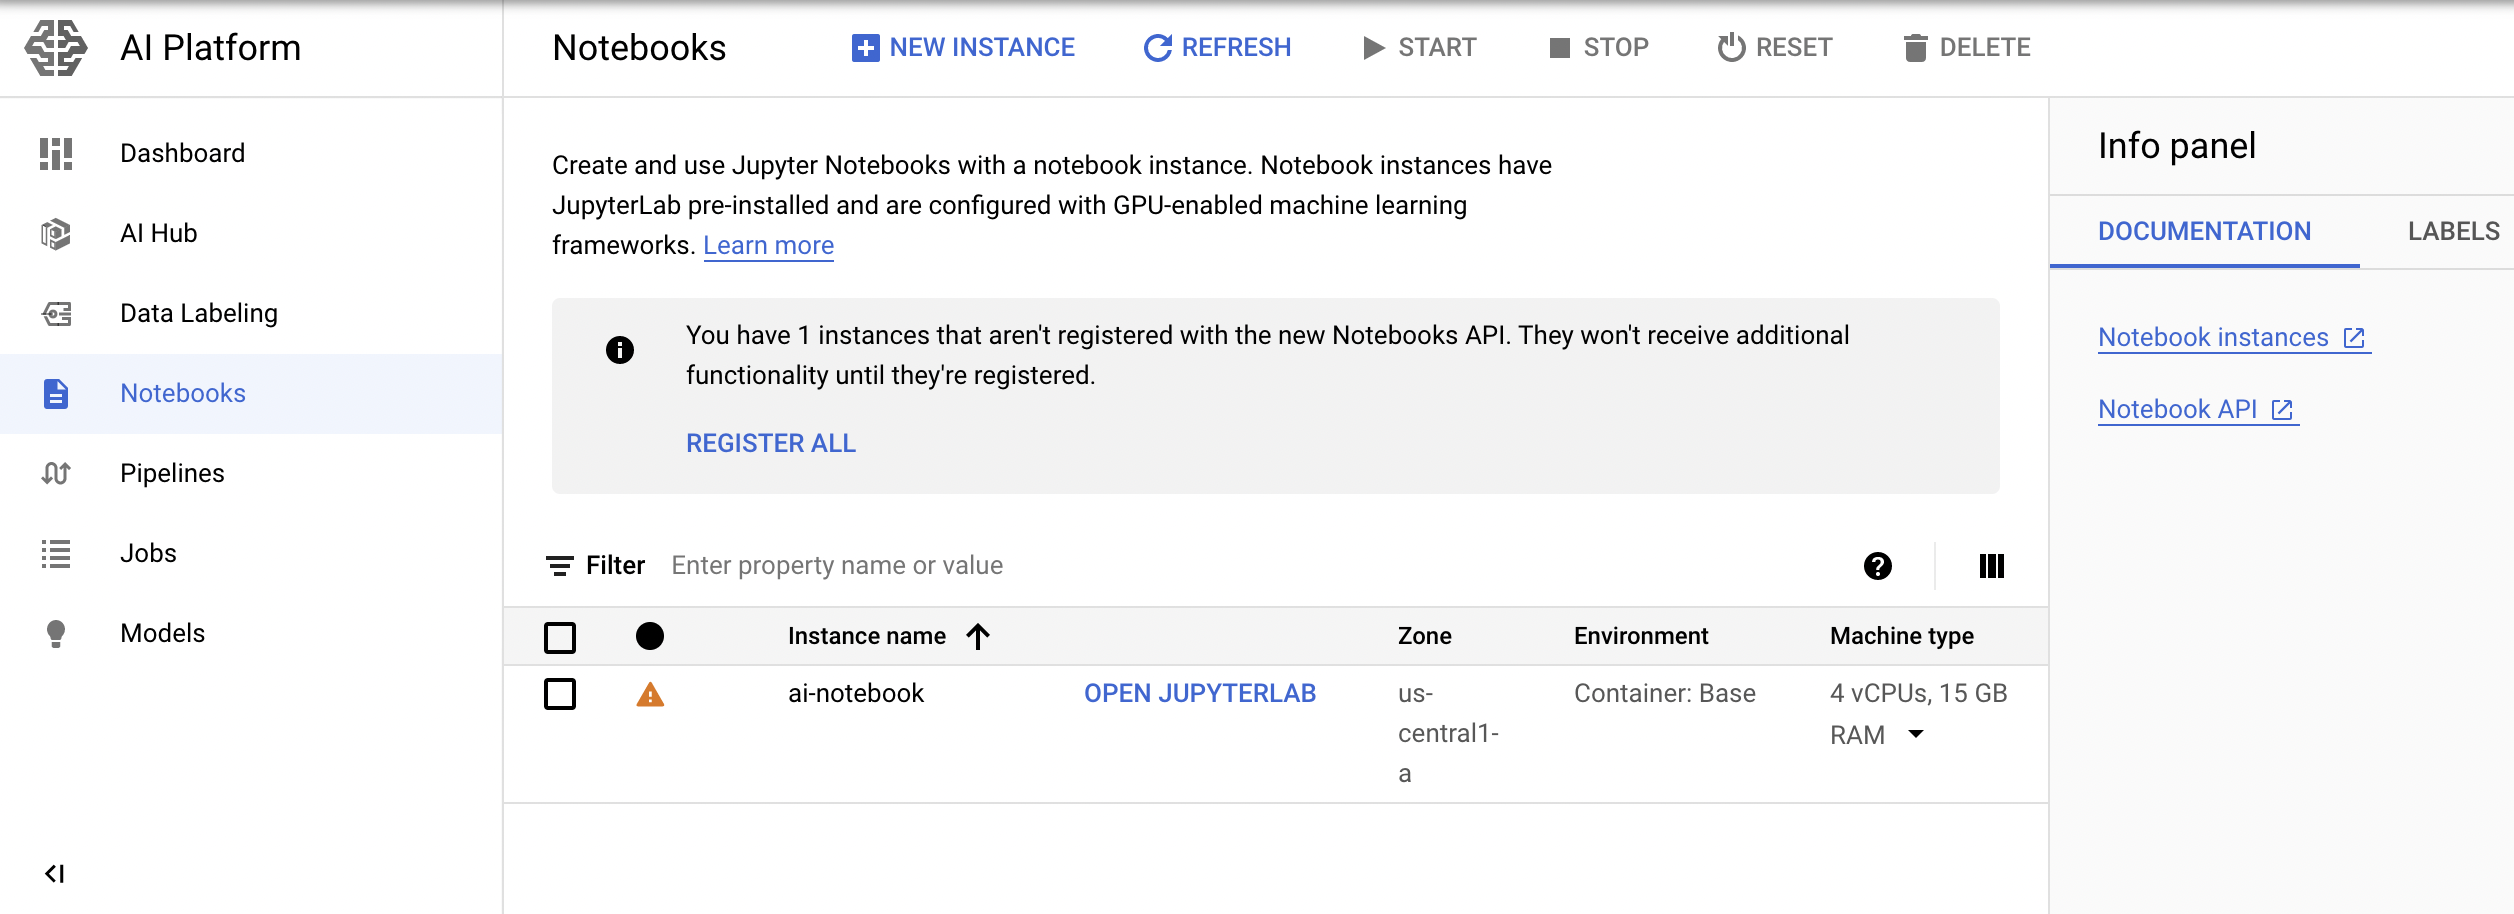 AI Platform
Notebooks
NEW INSTANCE
REFRESH
START
STOP
RESET
DELETE
Dashboard
AI Hub
Data Labeling
Notebooks
Pipelines
Jobs
Models
Create and use Jupyter Notebooks with a notebook instance. Notebook instances have
JupyterLab pre-installed and are configured with GPU-enabled machine learning
frameworks. Learn more
You have 1 instances that aren't registered with the new Notebooks API. They won't receive additional
functionality until they're registered.
REGISTER ALL
Filter Enter property name or value
Instance name Zone Environment Machine type
ai-notebook OPEN JUPYTERLAB us- Container: Base 4 vCPUs, 15 GB
central1- RAM
a
Info panel
DOCUMENTATION LABELS
Notebook instances
Notebook API